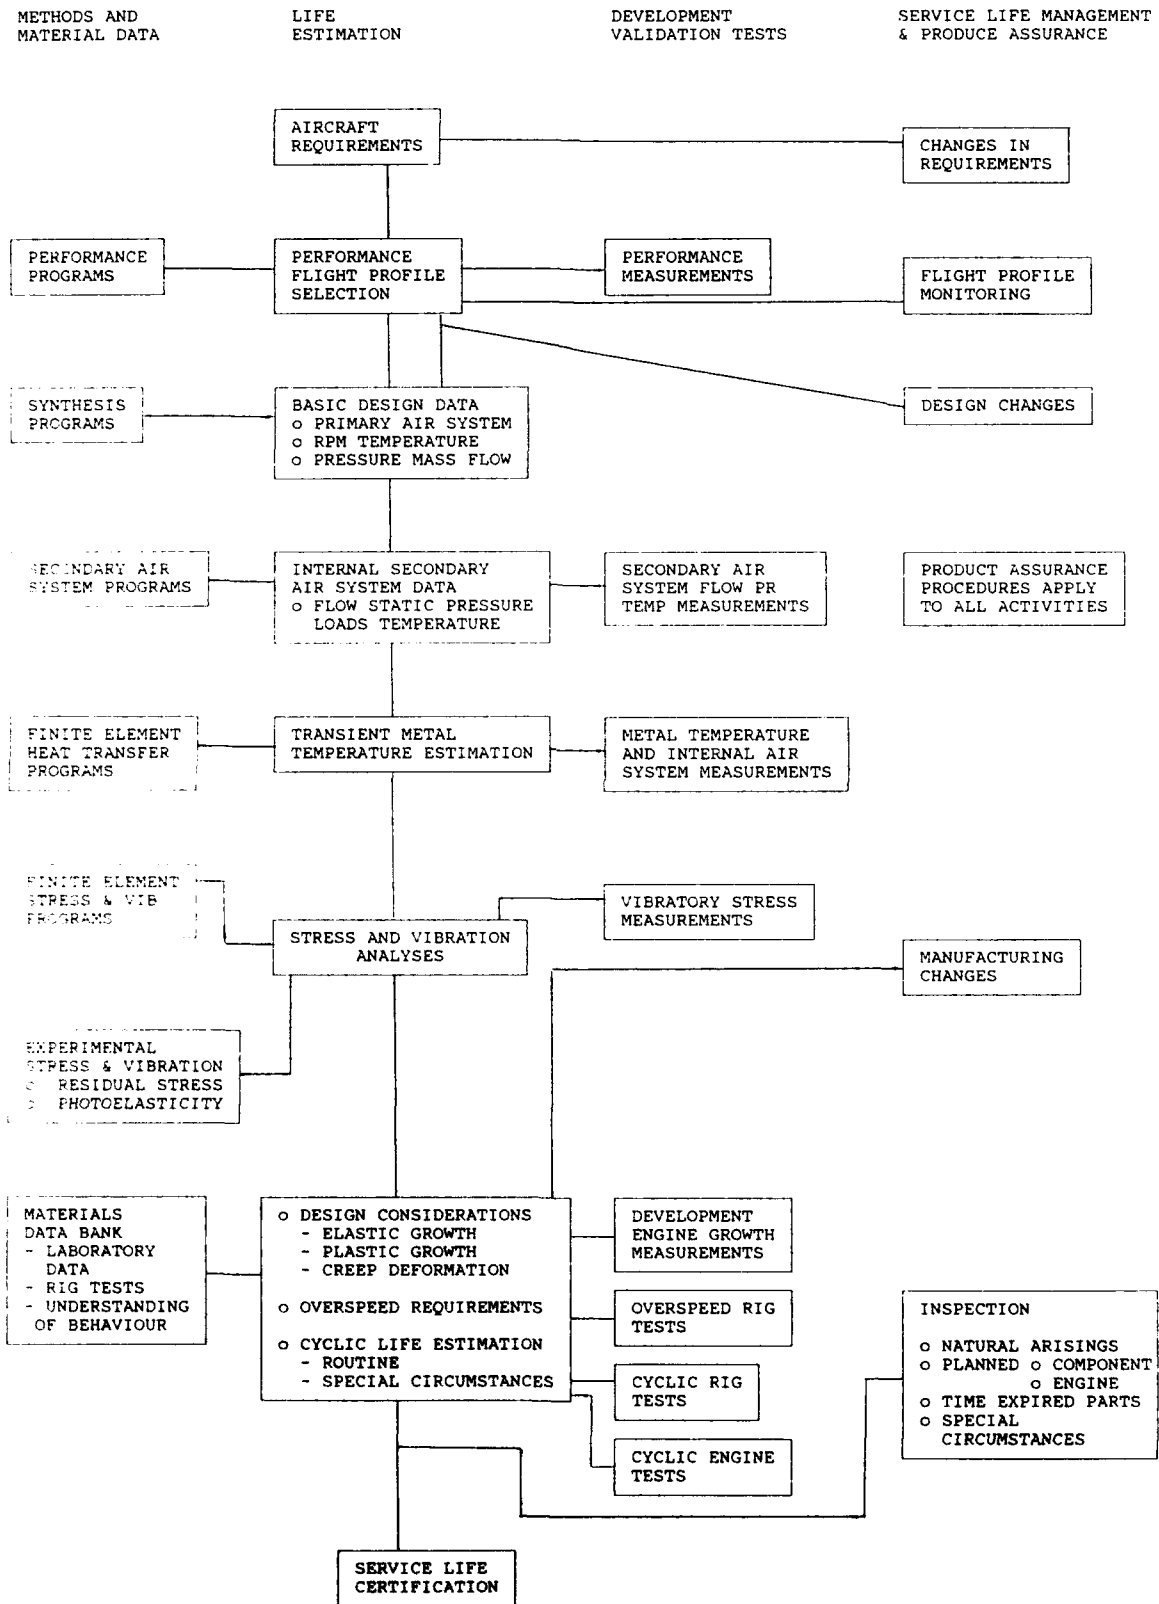 METHODS AND
MATERIAL DATA
LIFE
ESTIMATION
DEVELOPMENT
VALIDATION TESTS
SERVICE LIFE MANAGEMENT
& PRODUCE ASSURANCE
AIRCRAFT
REQUIREMENTS
CHANGES IN
REQUIREMENTS
PERFORMANCE
PROGRAMS
PERFORMANCE
FLIGHT PROFILE
SELECTION
PERFORMANCE
MEASUREMENTS
FLIGHT PROFILE
MONITORING
SYNTHESIS
PROGRAMS
BASIC DESIGN DATA
o PRIMARY AIR SYSTEM
o RPM TEMPERATURE
o PRESSURE MASS FLOW
DESIGN CHANGES
SECONDARY AIR
SYSTEM PROGRAMS
INTERNAL SECONDARY
AIR SYSTEM DATA
o FLOW STATIC PRESSURE
LOADS TEMPERATURE
SECONDARY AIR
SYSTEM FLOW PR
TEMP MEASUREMENTS
PRODUCT ASSURANCE
PROCEDURES APPLY
TO ALL ACTIVITIES
FINITE ELEMENT
HEAT TRANSFER
PROGRAMS
TRANSIENT METAL
TEMPERATURE ESTIMATION
METAL TEMPERATURE
AND INTERNAL AIR
SYSTEM MEASUREMENTS
FINITE ELEMENT
STRESS & VIB
PROGRAMS
STRESS AND VIBRATION
ANALYSES
VIBRATORY STRESS
MEASUREMENTS
MANUFACTURING
CHANGES
EXPERIMENTAL
STRESS & VIBRATION
o RESIDUAL STRESS
o PHOTOELASTICITY
MATERIALS
DATA BANK
- LABORATORY
DATA
- RIG TESTS
- UNDERSTANDING
OF BEHAVIOUR
o DESIGN CONSIDERATIONS
- ELASTIC GROWTH
- PLASTIC GROWTH
- CREEP DEFORMATION
o OVERSPEED REQUIREMENTS
o CYCLIC LIFE ESTIMATION
- ROUTINE
- SPECIAL CIRCUMSTANCES
DEVELOPMENT
ENGINE GROWTH
MEASUREMENTS
OVERSPEED RIG
TESTS
CYCLIC RIG
TESTS
CYCLIC ENGINE
TESTS
INSPECTION
o NATURAL ARISINGS
o PLANNED o COMPONENT
o ENGINE
o TIME EXPIRED PARTS
o SPECIAL
CIRCUMSTANCES
SERVICE LIFE
CERTIFICATION